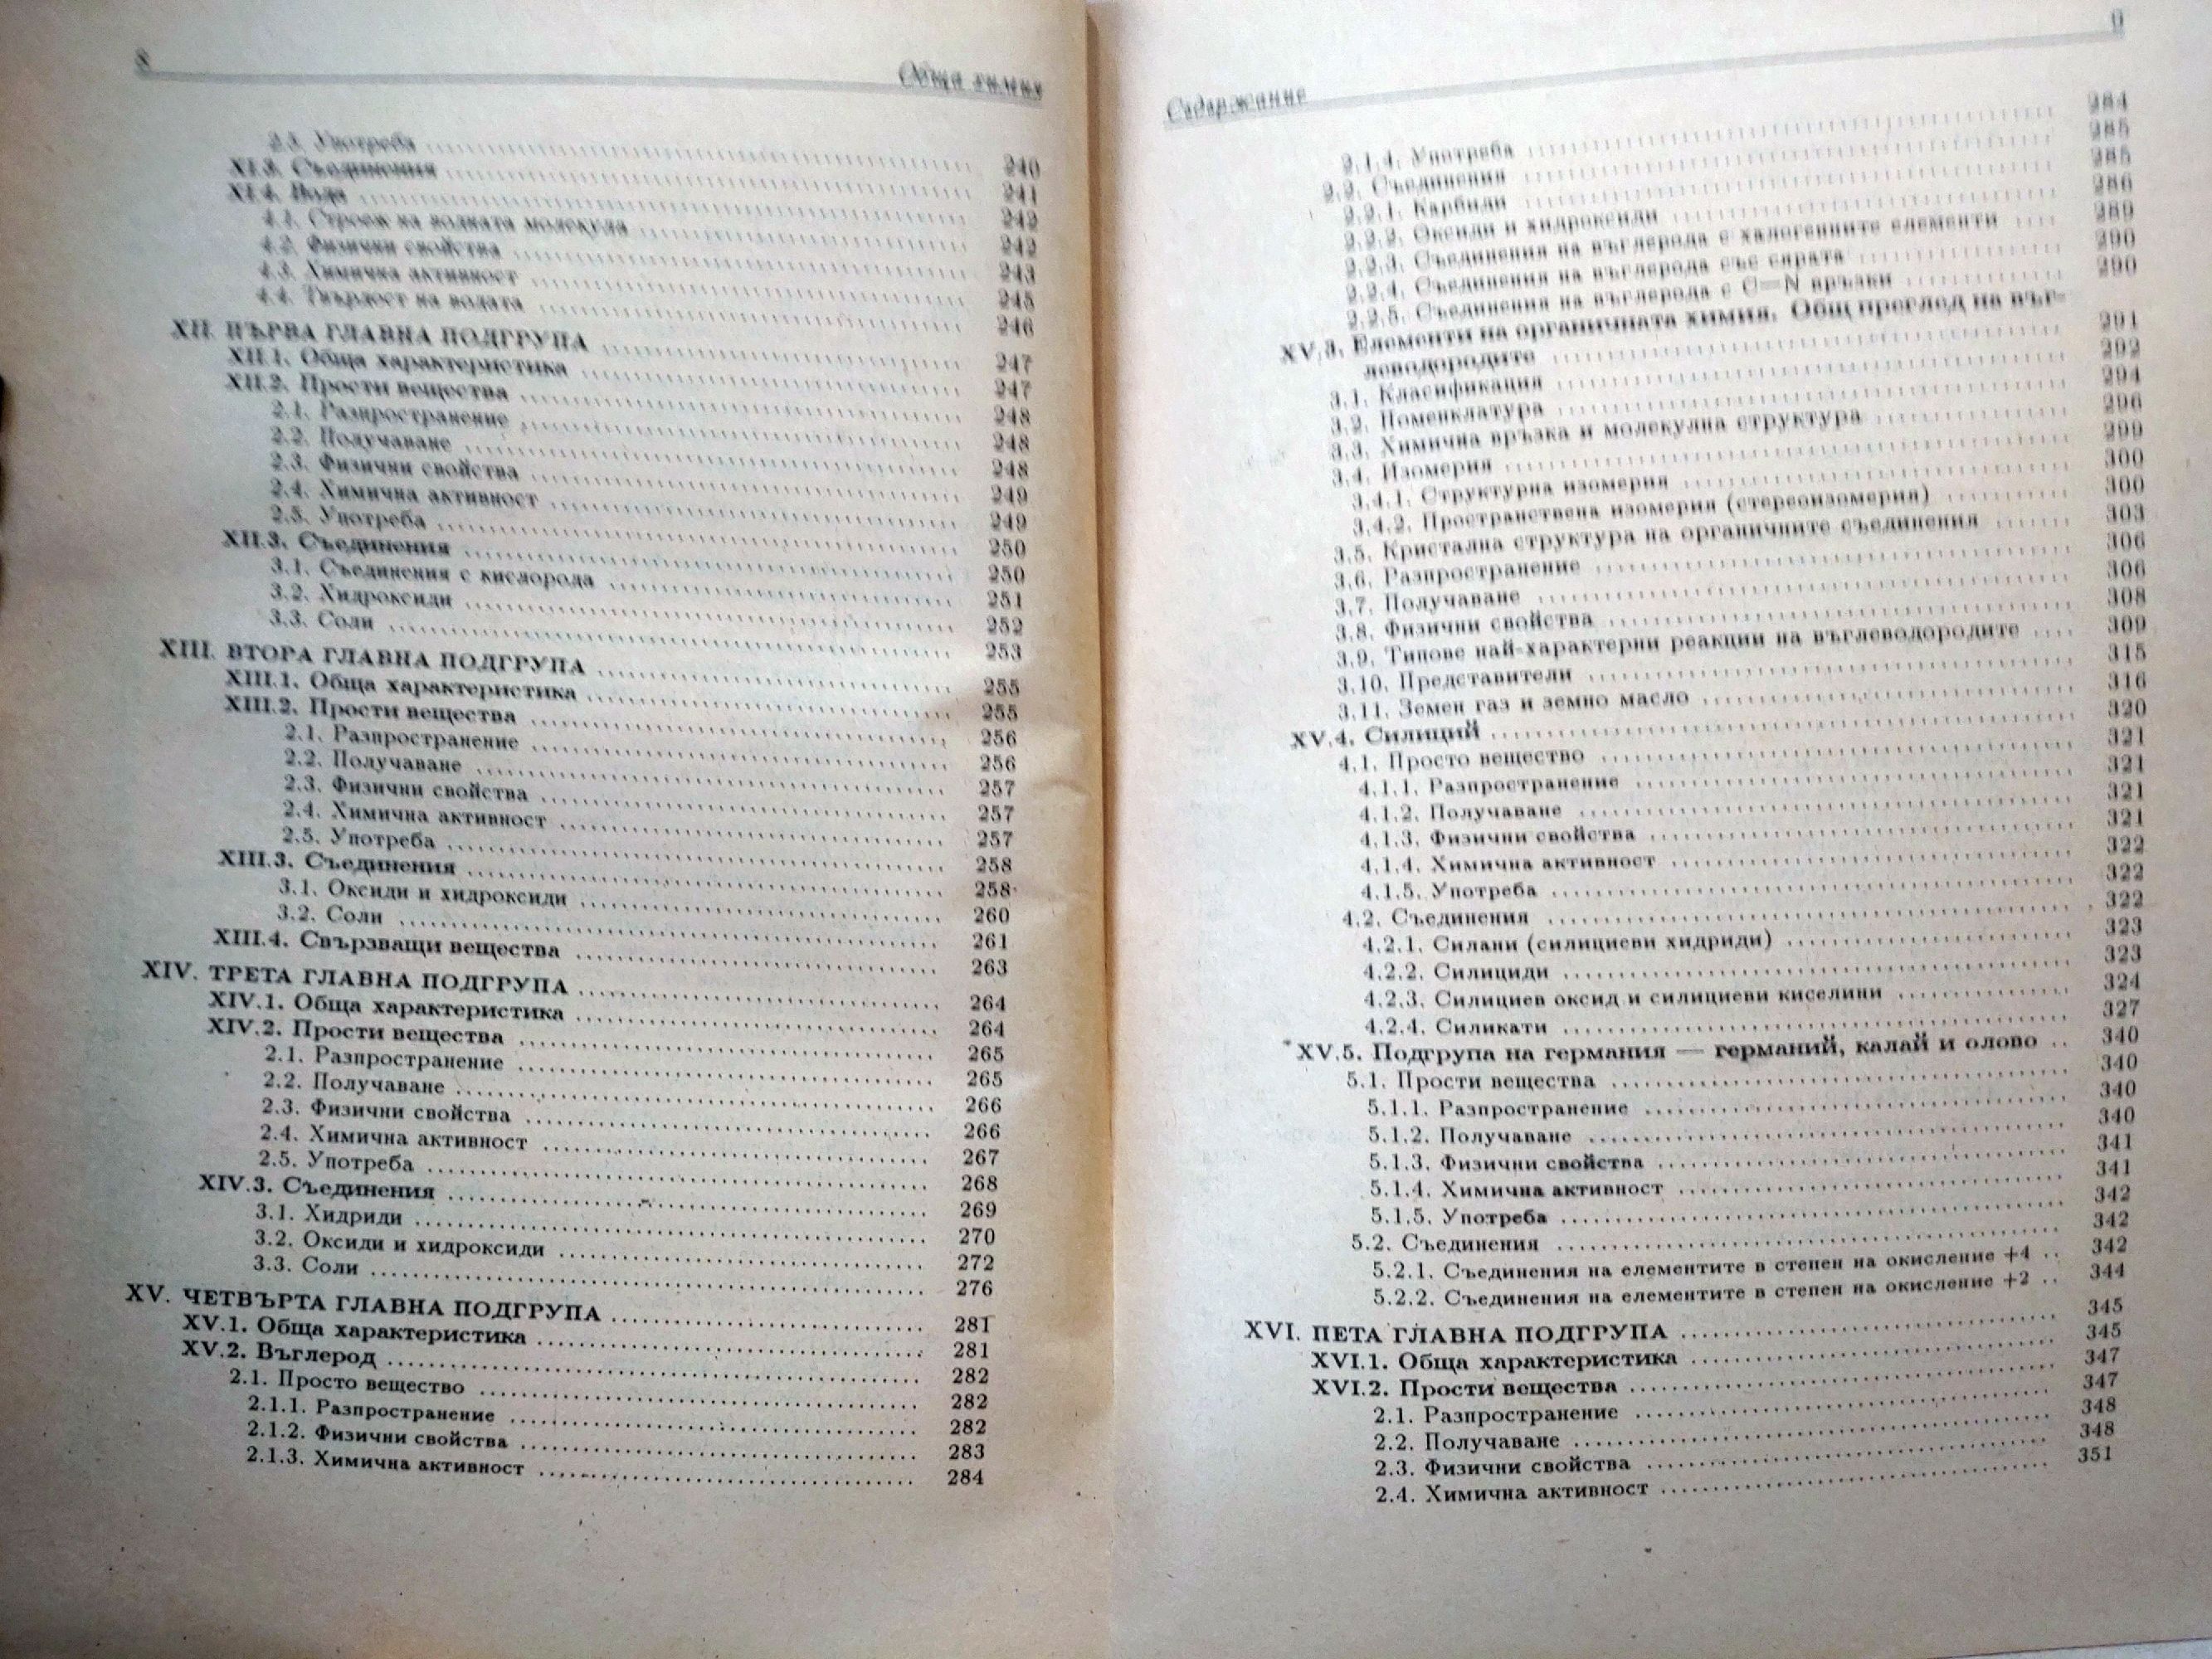 8 Обща химия
2.5. Употреба 240
XI.3. Съединения 241
XI.4. Вода 242
4.1. Строеж на водната молекула 242
4.2. Физични свойства 243
4.3. Химична активност 245
4.4. Твърдост на водата 246
XII. ПЪРВА ГЛАВНА ПОДГРУПА 247
XII.1. Обща характеристика 247
XII.2. Прости вещества 248
2.1. Разпространение 248
2.2. Получаване 248
2.3. Физични свойства 249
2.4. Химична активност 249
2.5. Употреба 250
XII.3. Съединения 250
3.1. Съединения с кислорода 251
3.2. Хидроксиди 252
3.3. Соли 253
XIII. ВТОРА ГЛАВНА ПОДГРУПА 255
XIII.1. Обща характеристика 255
XIII.2. Прости вещества 256
2.1. Разпространение 256
2.2. Получаване 257
2.3. Физични свойства 257
2.4. Химична активност 257
2.5. Употреба 258
XIII.3. Съединения 258
3.1. Оксиди и хидроксиди 260
3.2. Соли 261
XIII.4. Свързващи вещества 263
XIV. ТРЕТА ГЛАВНА ПОДГРУПА 264
XIV.1. Обща характеристика 264
XIV.2. Прости вещества 265
2.1. Разпространение 265
2.2. Получаване 266
2.3. Физични свойства 266
2.4. Химична активност 267
2.5. Употреба 268
XIV.3. Съединения 269
3.1. Хидриди 270
3.2. Оксиди и хидроксиди 272
3.3. Соли 276
XV. ЧЕТВЪРТА ГЛАВНА ПОДГРУПА 281
XV.1. Обща характеристика 281
XV.2. Въглерод 282
2.1. Просто вещество 282
2.1.1. Разпространение 282
2.1.2. Физични свойства 283
2.1.3. Химична активност 284
Съдържание 9
2.1.4. Употреба 284
2.2. Съединения 285
2.2.1. Карбиди 285
2.2.2. Оксиди и хидроксиди 286
2.2.3. Съединения на въглерода с халогенните елементи 289
2.2.4. Съединения на въглерода със сярата 290
2.2.5. Съединения на въглерода с C—N връзки 290
XV.3. Елементи на органичната химия. Общ преглед на въг-
леводородите 291
3.1. Класификация 292
3.2. Номенклатура 294
3.3. Химична връзка и молекулна структура 296
3.4. Изомерия 299
3.4.1. Структурна изомерия 300
3.4.2. Пространствена изомерия (стереоизомерия) 300
3.5. Кристална структура на органичните съединения 303
3.6. Разпространение 306
3.7. Получаване 306
3.8. Физични свойства 308
3.9. Типове най-характерни реакции на въглеводородите 309
3.10. Представители 315
3.11. Земен газ и земно масло 316
XV.4. Силиций 320
4.1. Просто вещество 321
4.1.1. Разпространение 321
4.1.2. Получаване 321
4.1.3. Физични свойства 321
4.1.4. Химична активност 322
4.1.5. Употреба 322
4.2. Съединения 322
4.2.1. Силани (силициеви хидриди) 323
4.2.2. Силициди 323
4.2.3. Силициев оксид и силициеви киселини 324
4.2.4. Силикати 327
XV.5. Подгрупа на германия — германий, калай и олово 340
5.1. Прости вещества 340
5.1.1. Разпространение 340
5.1.2. Получаване 340
5.1.3. Физични свойства 341
5.1.4. Химична активност 341
5.1.5. Употреба 342
5.2. Съединения 342
5.2.1. Съединения на елементите в степен на окисление +4 342
5.2.2. Съединения на елементите в степен на окисление +2 344
XVI. ПЕТА ГЛАВНА ПОДГРУПА 345
XVI.1. Обща характеристика 345
XVI.2. Прости вещества 347
2.1. Разпространение 347
2.2. Получаване 348
2.3. Физични свойства 348
2.4. Химична активност 351